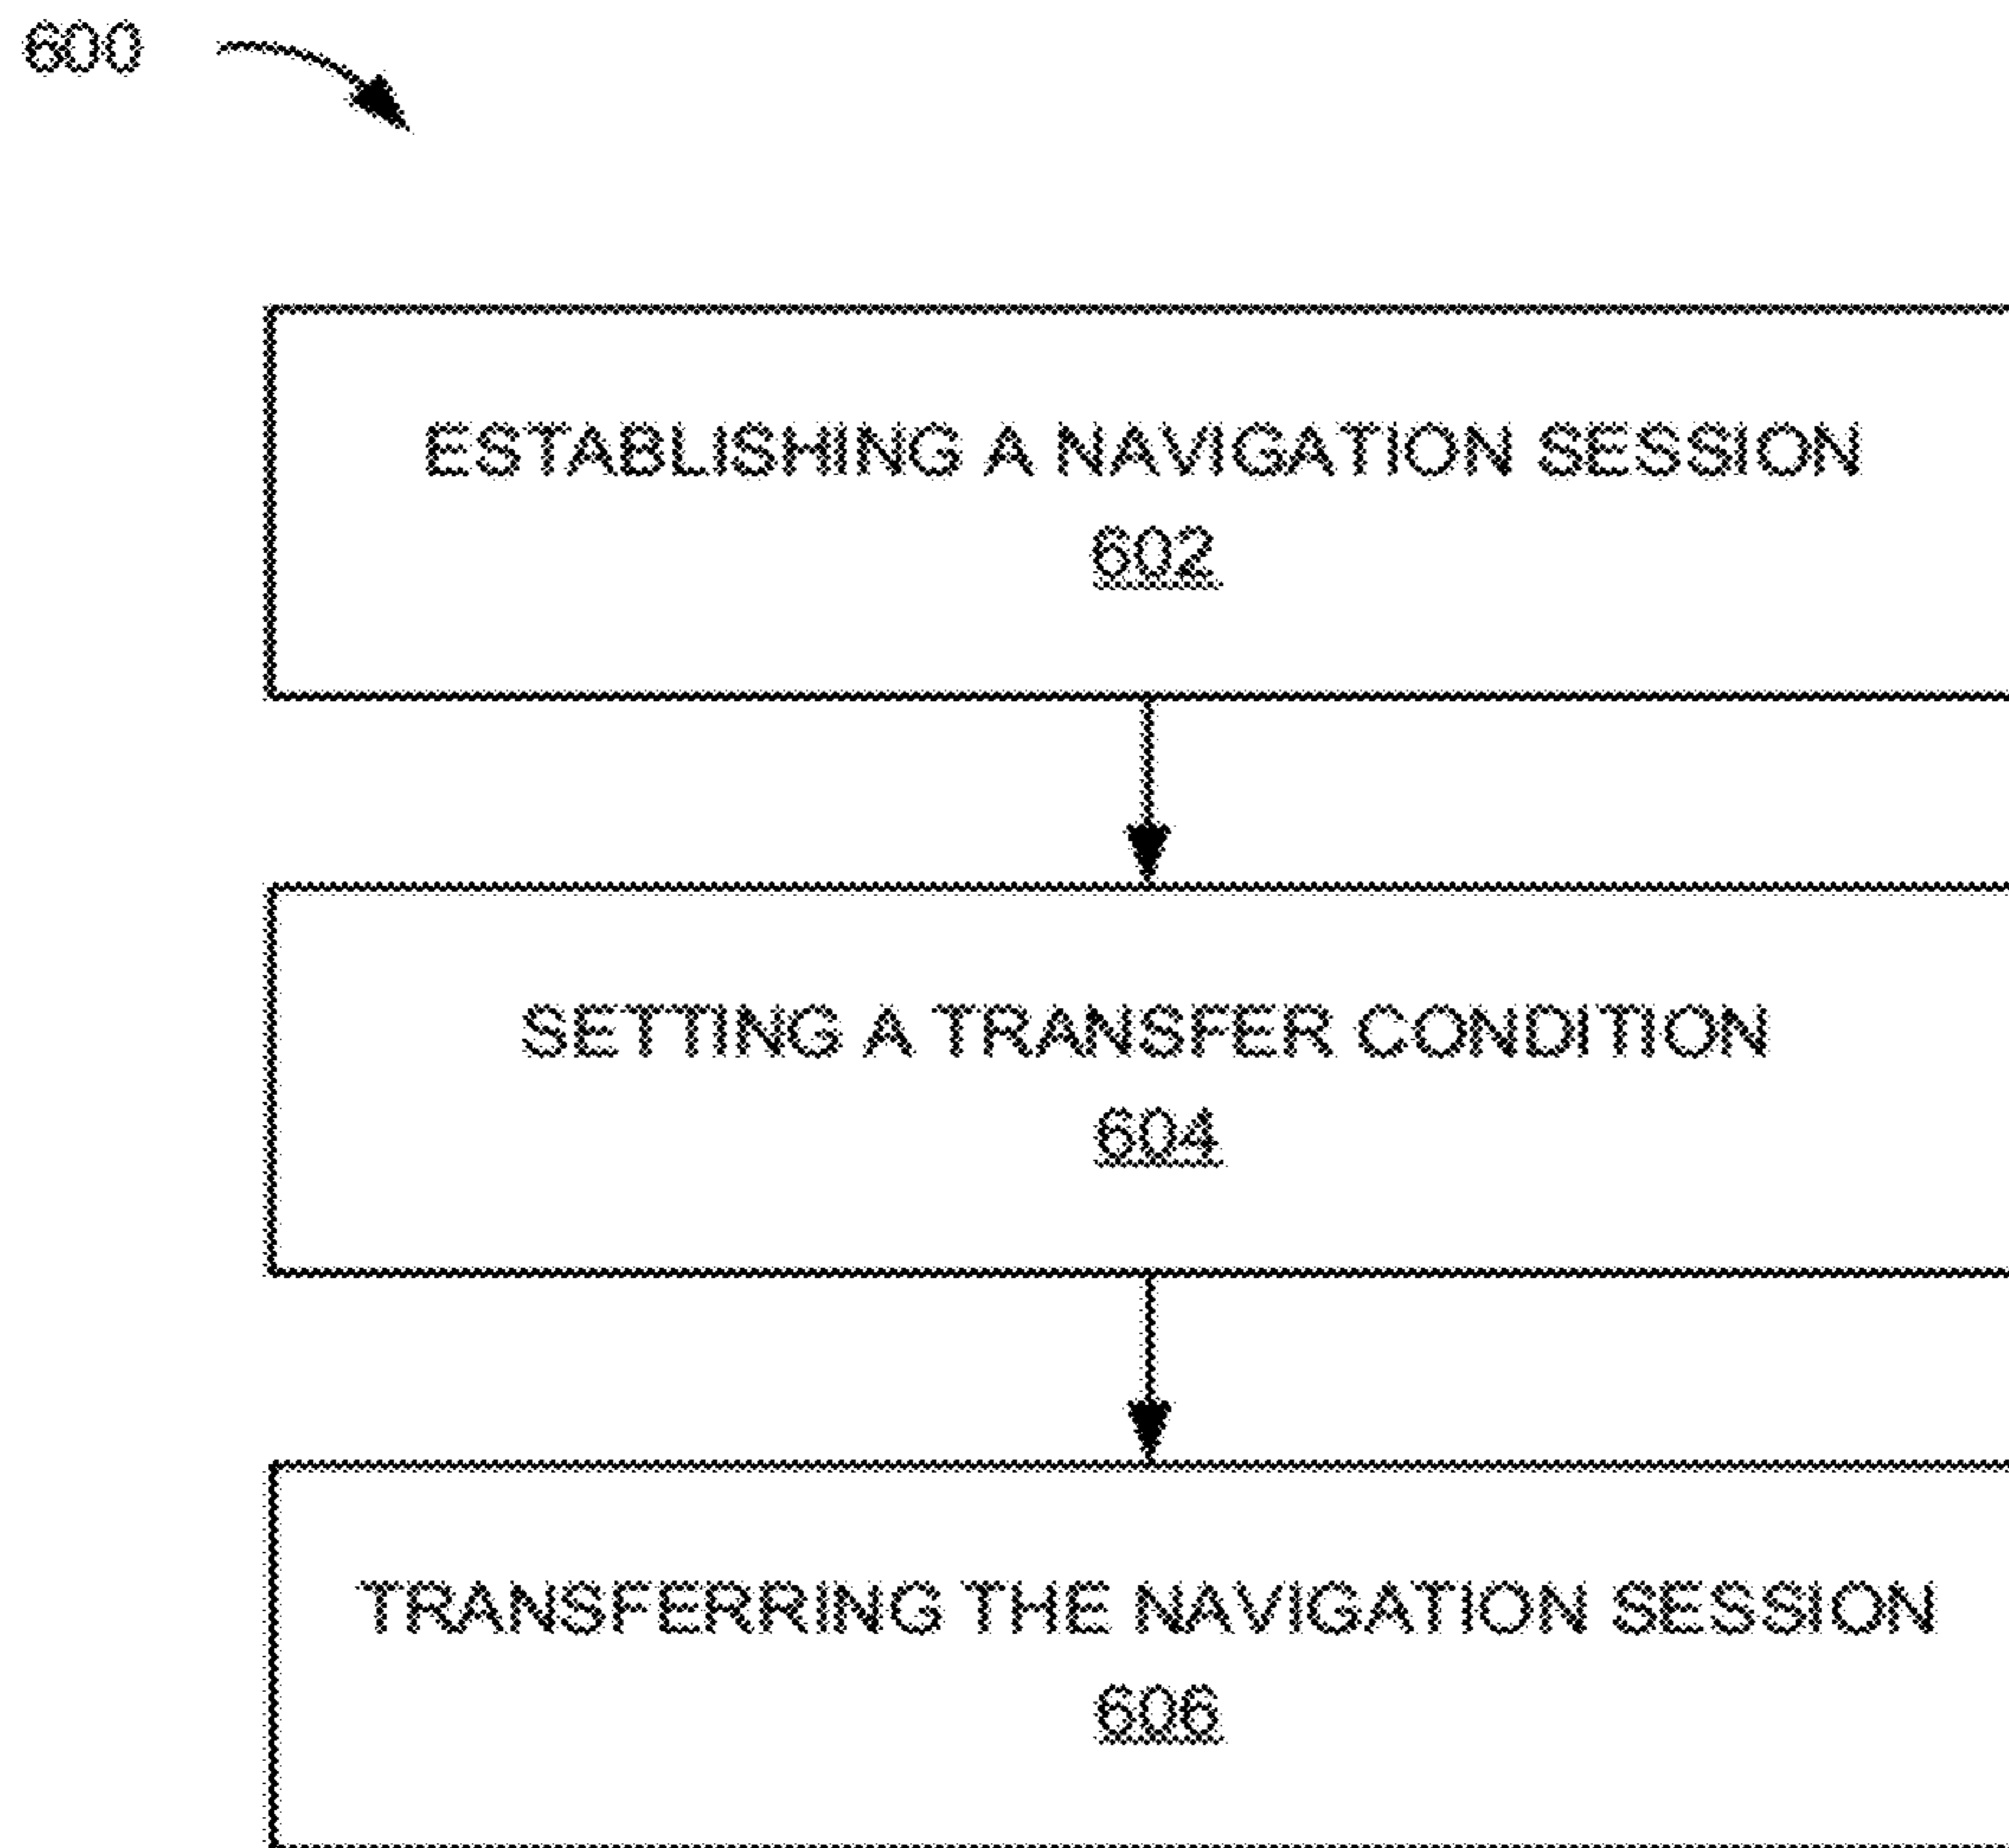 600
ESTABLISHING A NAVIGATION SESSION
602
SETTING A TRANSFER CONDITION
604
TRANSFERRING THE NAVIGATION SESSION
606